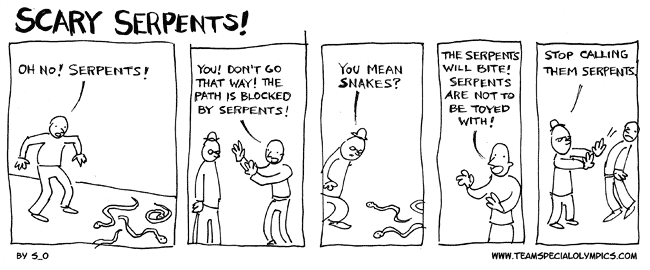 SCARY SERPENTS!
OH NO! SERPENTS!
YOU! DON'T GO
THAT WAY! THE
PATH IS BLOCKED
BY SERPENTS!
YOU MEAN
SNAKES?
THE SERPENTS
WILL BITE!
SERPENTS
ARE NOT TO
BE TOYED
WITH!
STOP CALLING
THEM SERPENTS.
BY S_O
WWW.TEAMSPECIALOLYMPICS.COM